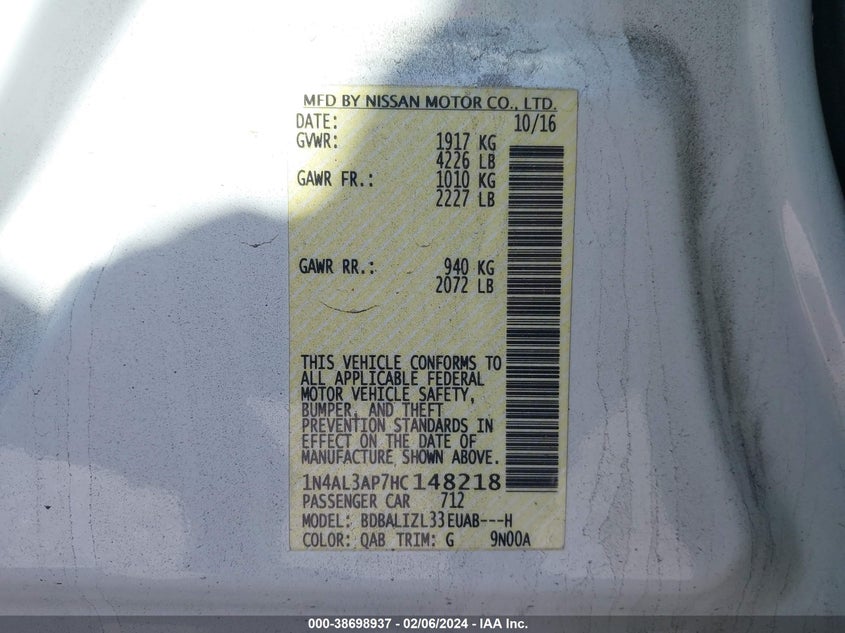 MFD BY NISSAN MOTOR CO., LTD.
DATE: 10/16
GVWR: 1917 KG
4226 LB
GAWR FR.: 1010 KG
2227 LB
GAWR RR.: 940 KG
2072 LB
THIS VEHICLE CONFORMS TO
ALL APPLICABLE FEDERAL
MOTOR VEHICLE SAFETY,
BUMPER, AND THEFT
PREVENTION STANDARDS IN
EFFECT ON THE DATE OF
MANUFACTURE SHOWN ABOVE.
1N4AL3AP7HC148218
PASSENGER CAR 712
MODEL: BDBALIZL33EUAB---H
COLOR: QAB TRIM: G 9N00A
000-38698937 - 02/06/2024 - IAA Inc.